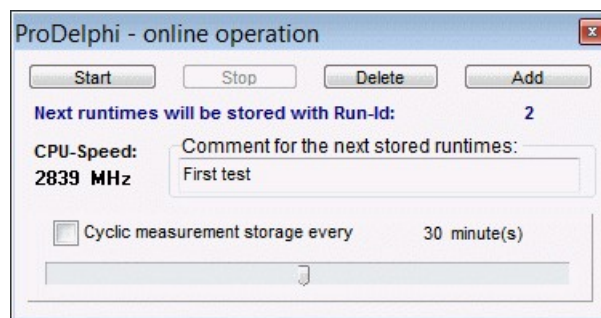 ProDelphi - online operation
Start Stop Delete Add
Next runtimes will be stored with Run-Id: 2
CPU-Speed: Comment for the next stored runtimes:
2839 MHz First test
Cyclic measurement storage every 30 minute(s)